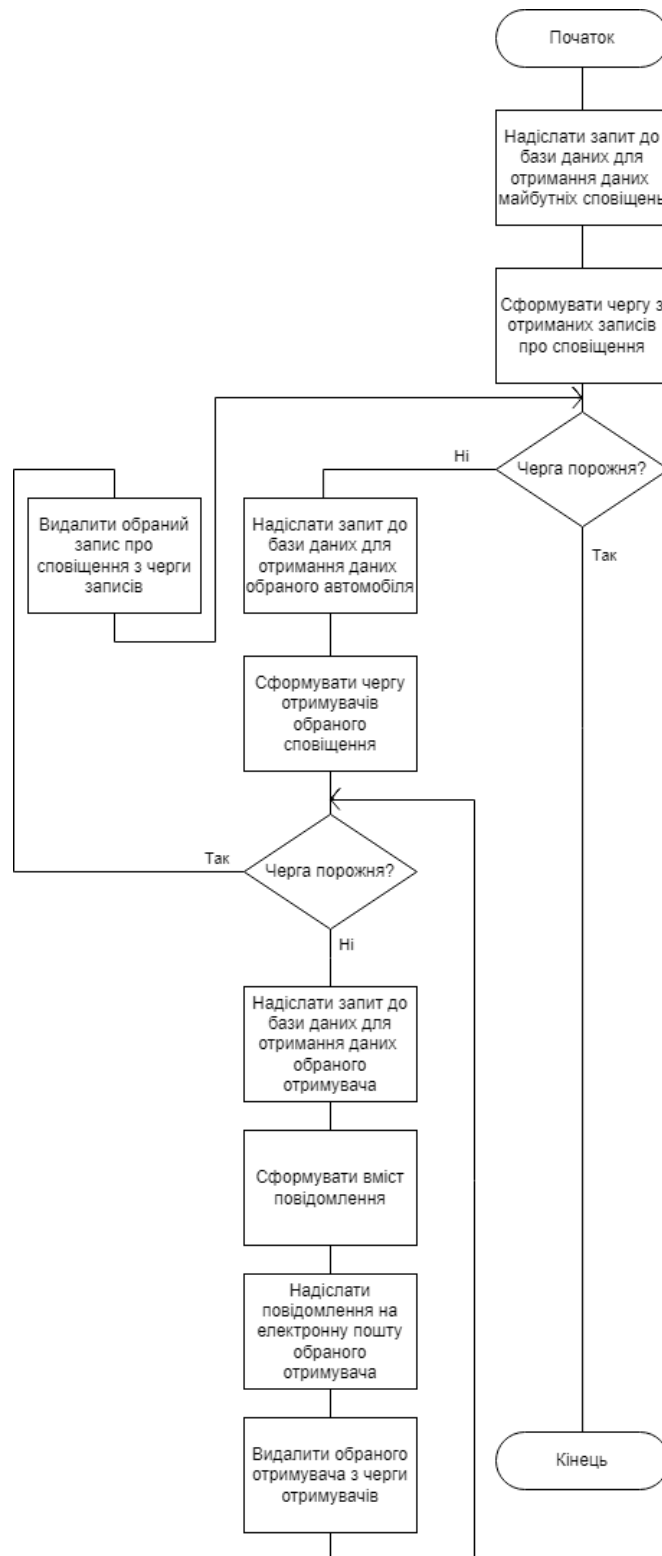 Початок
Надіслати запит до
бази даних для
отримання даних
майбутніх сповіщень
Сформувати чергу з
отриманих записів
про сповіщення
Черга порожня?
Ні
Так
Видалити обраний
запис про
сповіщення з черги
записів
Надіслати запит до
бази даних для
отримання даних
обраного автомобіля
Сформувати чергу
отримувачів
обраного
сповіщення
Черга порожня?
Так
Ні
Надіслати запит до
бази даних для
отримання даних
обраного
отримувача
Сформувати вміст
повідомлення
Надіслати
повідомлення на
електронну пошту
обраного
отримувача
Видалити обраного
отримувача з черги
отримувачів
Кінець